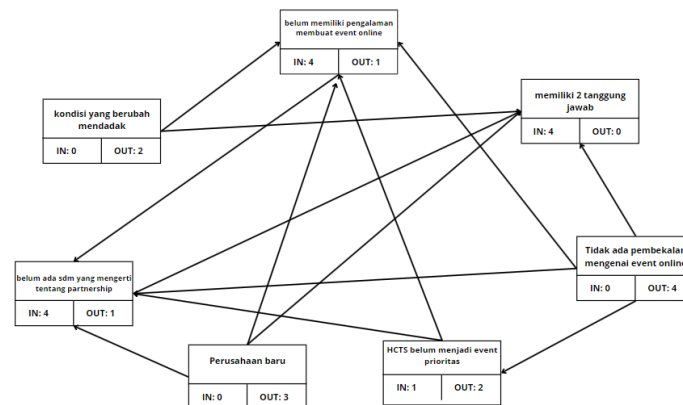 belum memiliki pengalaman
membuat event online
IN: 4 OUT: 1
memiliki 2 tanggung
jawab
IN: 4 OUT: 0
kondisi yang berubah
mendadak
IN: 0 OUT: 2
Tidak ada pembekalan
mengenai event online
IN: 0 OUT: 4
belum ada sdm yang mengerti
tentang partnership
IN: 4 OUT: 1
Perusahaan baru
IN: 0 OUT: 3
HCTS belum menjadi event
prioritas
IN: 1 OUT: 2